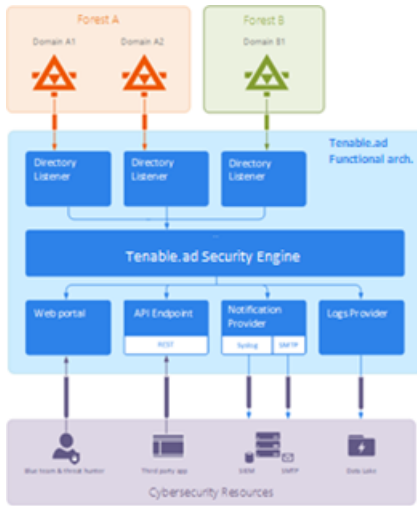 Forest A
Forest B
Domain A1
Domain A2
Domain B1
Tenable.ad
Functional arch.
Directory
Listener
Directory
Listener
Directory
Listener
Tenable.ad Security Engine
Web portal
API Endpoint
REST
Notification
Provider
Syslog
SMTP
Logs Provider
Blue team & threat hunter
Third party app
SIEM
SMTP
Data Lake
Cybersecurity Resources